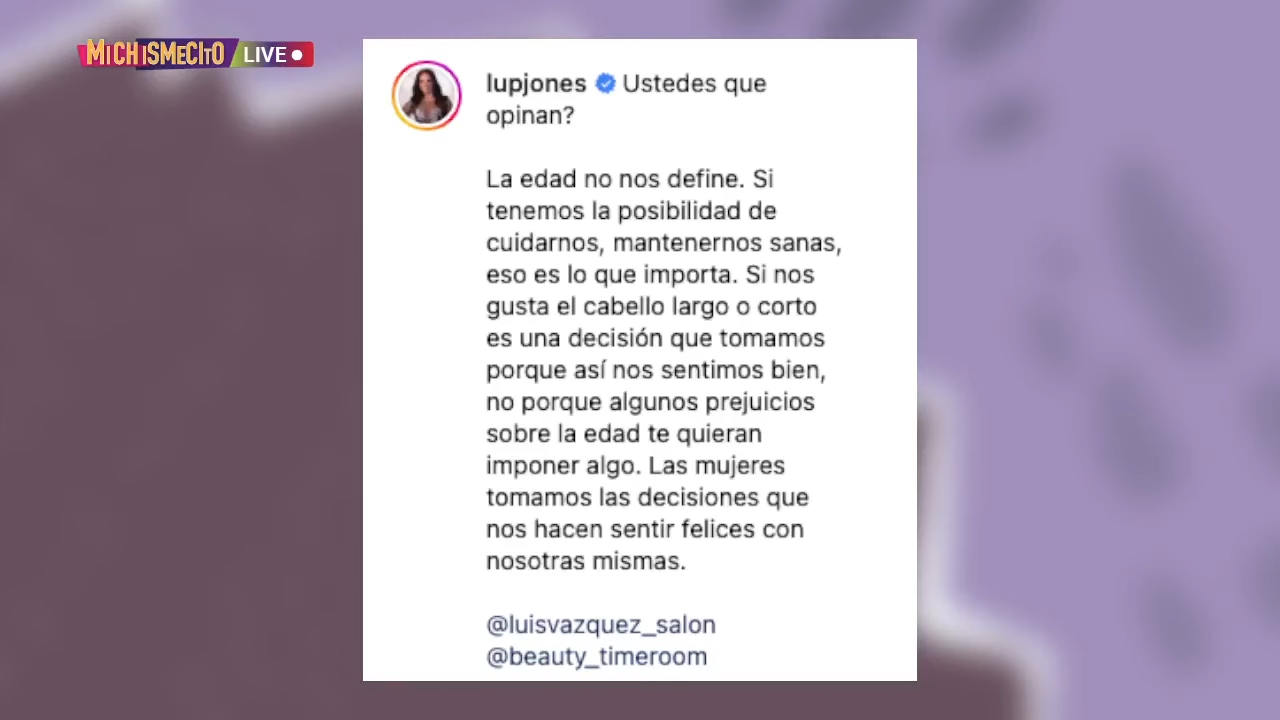 MICHISMECITO LIVE
lupjones Ustedes que
opinan?
La edad no nos define. Si
tenemos la posibilidad de
cuidarnos, mantenernos sanas,
eso es lo que importa. Si nos
gusta el cabello largo o corto
es una decisión que tomamos
porque así nos sentimos bien,
no porque algunos prejuicios
sobre la edad te quieran
imponer algo. Las mujeres
tomamos las decisiones que
nos hacen sentir felices con
nosotras mismas.
@luisvazquez_salon
@beauty_timeroom